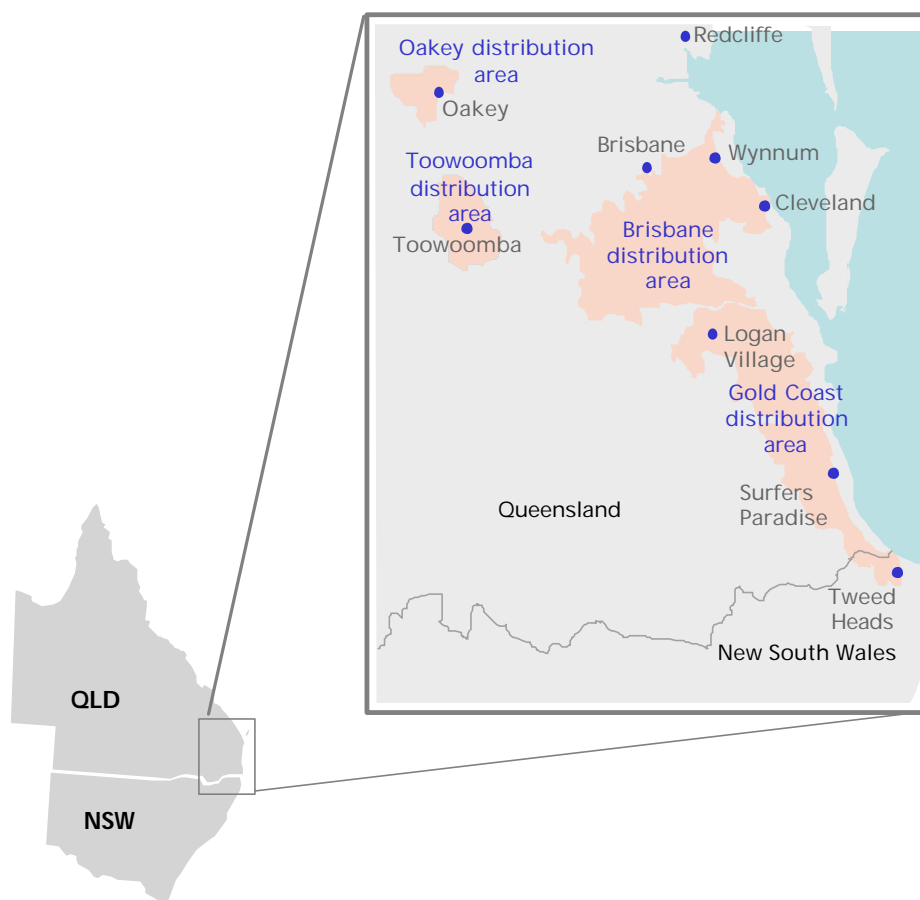 Redcliffe
Oakey distribution
area
Oakey
Brisbane
Wynnum
Toowoomba
distribution
area
Toowoomba
Cleveland
Brisbane
distribution
area
Logan
Village
Gold Coast
distribution
area
Surfers
Paradise
Queensland
Tweed
Heads
New South Wales
QLD
NSW